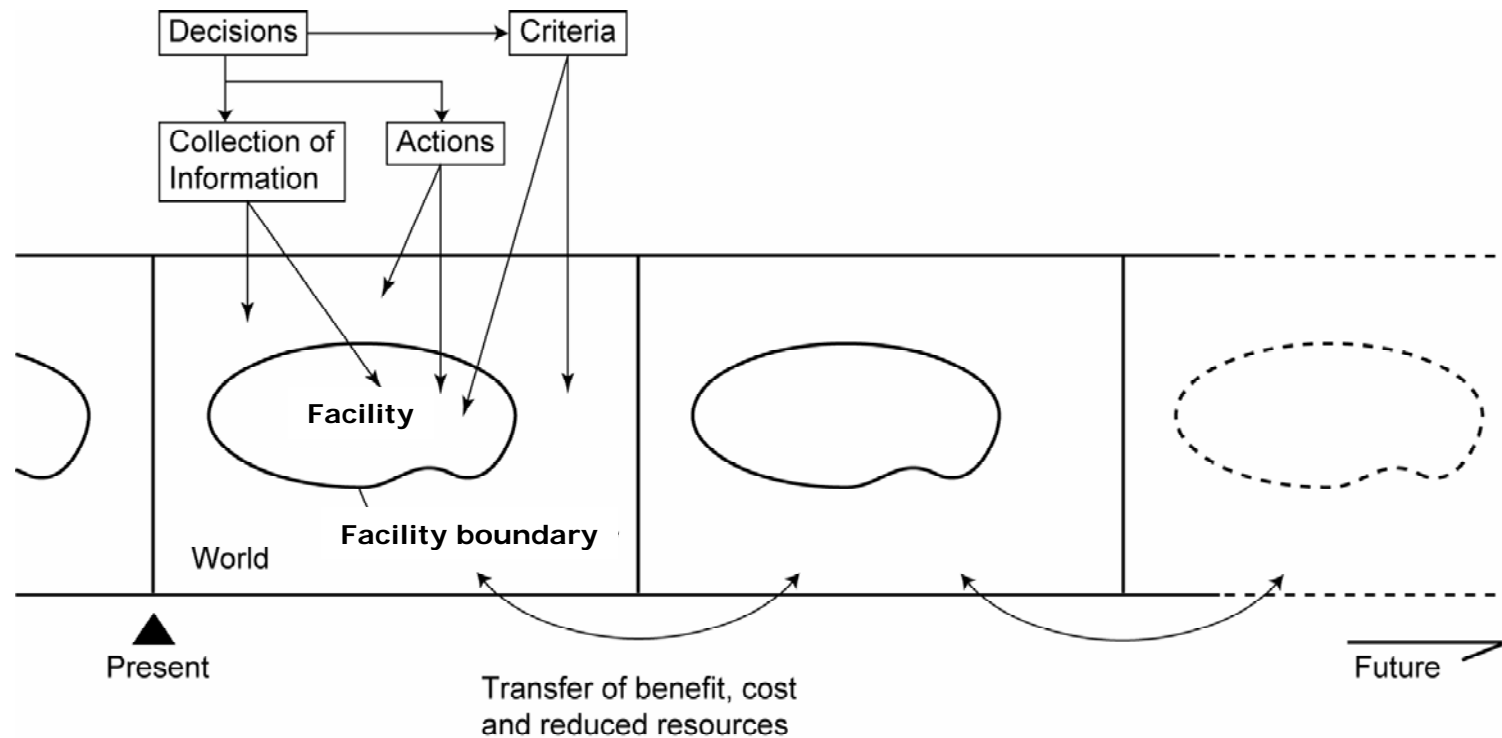 Decisions
Criteria
Collection of
Information
Actions
Facility
Facility boundary
World
Present
Future
Transfer of benefit, cost
and reduced resources